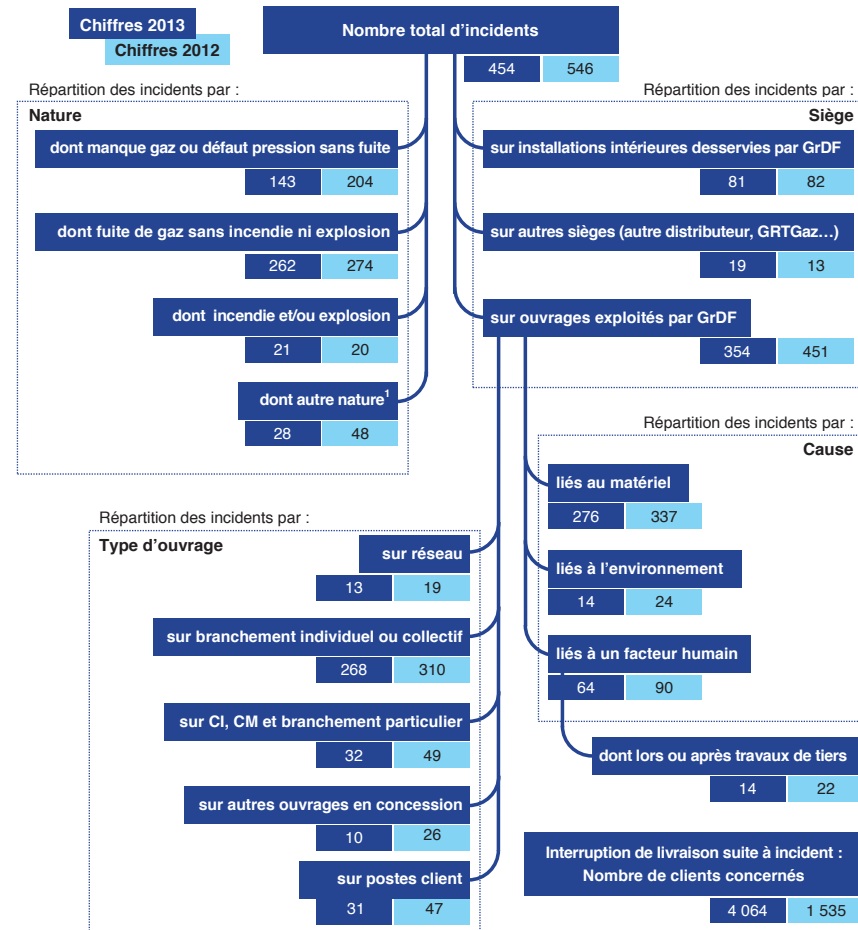 Chiffres 2013
Chiffres 2012
Nombre total d'incidents
454 546
Répartition des incidents par :
Nature
dont manque gaz ou défaut pression sans fuite
143 204
dont fuite de gaz sans incendie ni explosion
262 274
dont incendie et/ou explosion
21 20
dont autre nature¹
28 48
Répartition des incidents par :
Siège
sur installations intérieures desservies par GrDF
81 82
sur autres sièges (autre distributeur, GRTGaz...)
19 13
sur ouvrages exploités par GrDF
354 451
Répartition des incidents par :
Cause
liés au matériel
276 337
liés à l'environnement
14 24
liés à un facteur humain
64 90
dont lors ou après travaux de tiers
14 22
Répartition des incidents par :
Type d'ouvrage
sur réseau
13 19
sur branchement individuel ou collectif
268 310
sur CI, CM et branchement particulier
32 49
sur autres ouvrages en concession
10 26
sur postes client
31 47
Interruption de livraison suite à incident :
Nombre de clients concernés
4 064 1 535